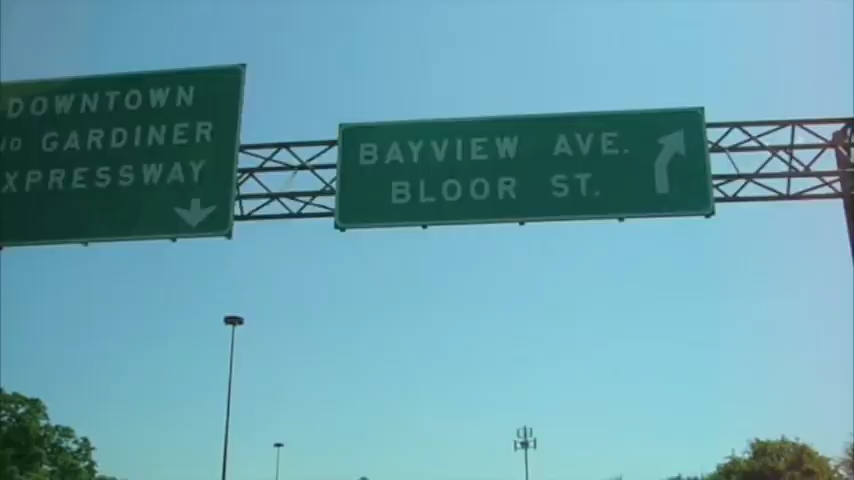 DOWNTOWN
GARDINER
XPRESSWAY
BAYVIEW AVE.
BLOOR ST.